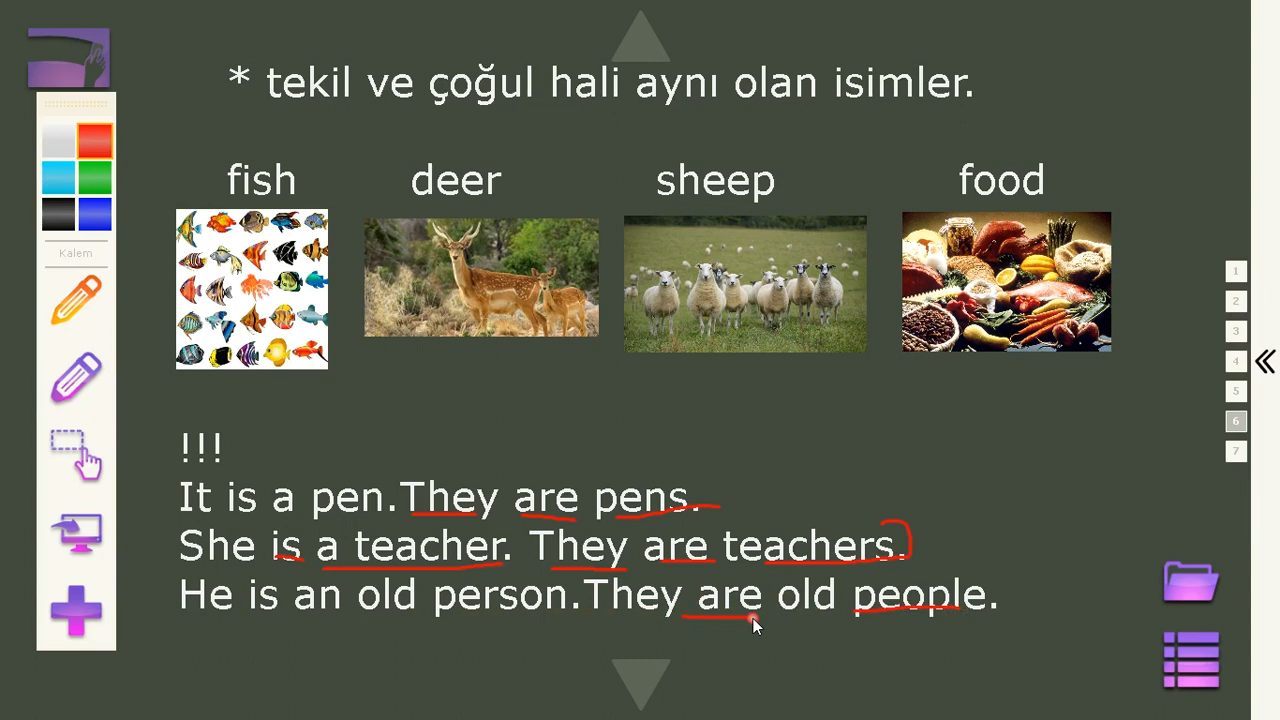 * tekil ve çoğul hali aynı olan isimler.
fish deer sheep food
Kalem
!!!
It is a pen.They are pens.
She is a teacher. They are teachers.
He is an old person.They are old people.
1
2
3
4
5
6
7